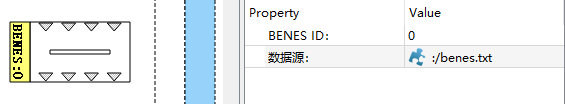 BENES:0
Property Value
BENES ID: 0
数据源: :/benes.txt